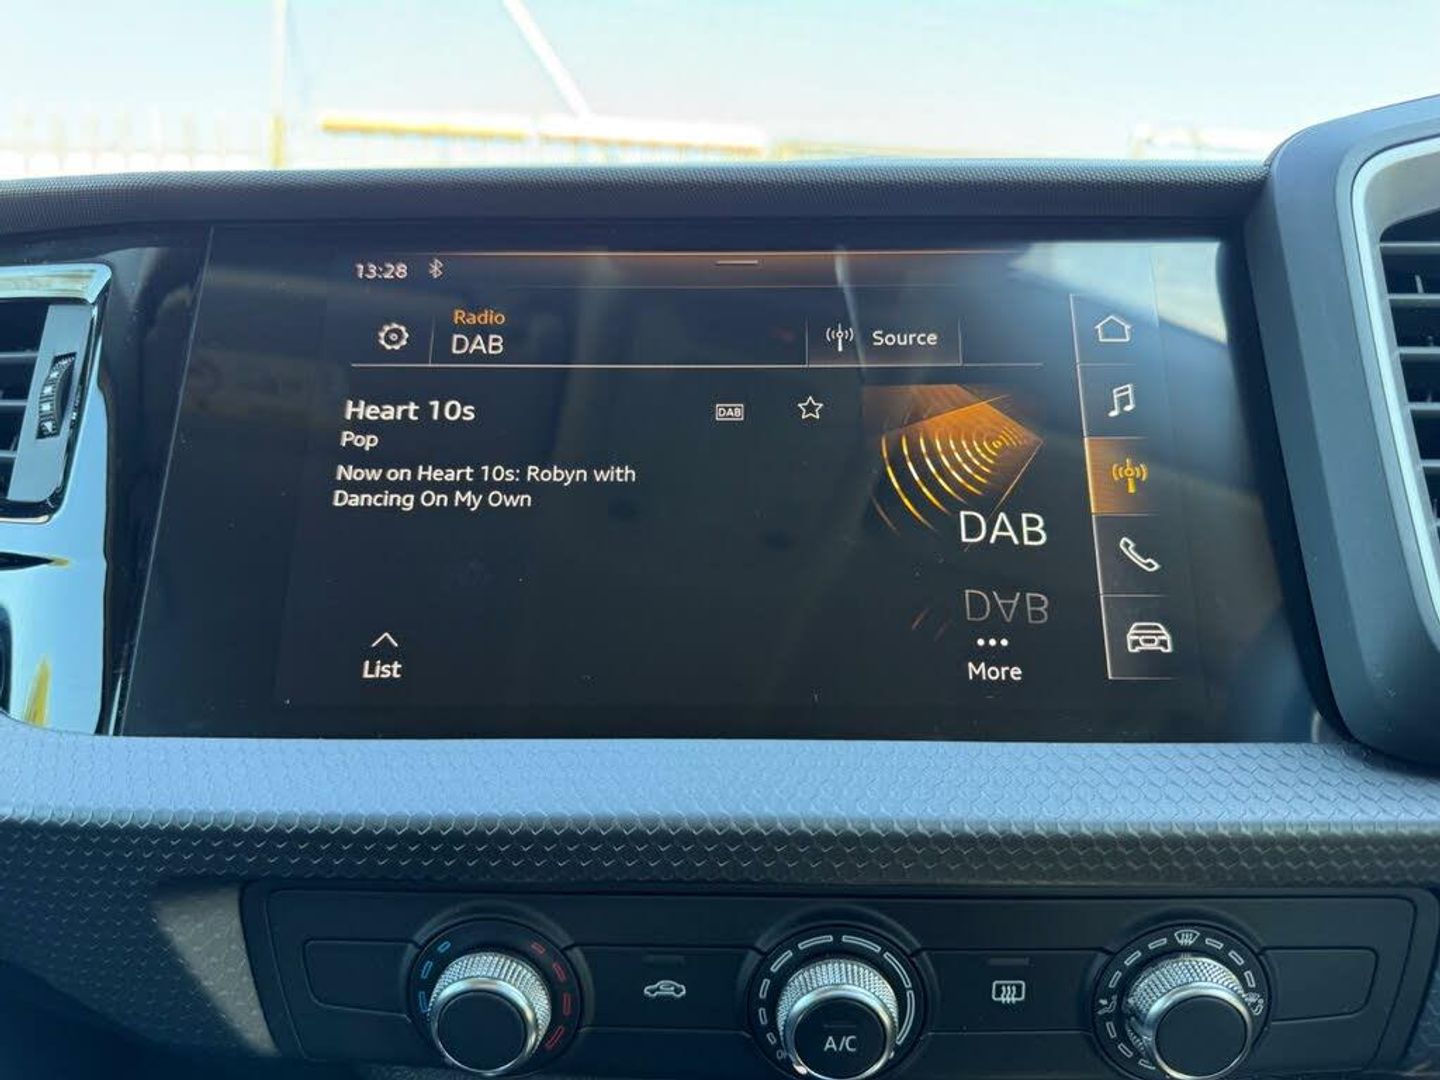 13:28
Radio
DAB
Source
Heart 10s
DAB
Pop
Now on Heart 10s: Robyn with
Dancing On My Own
DAB
DAB
List
More
A/C